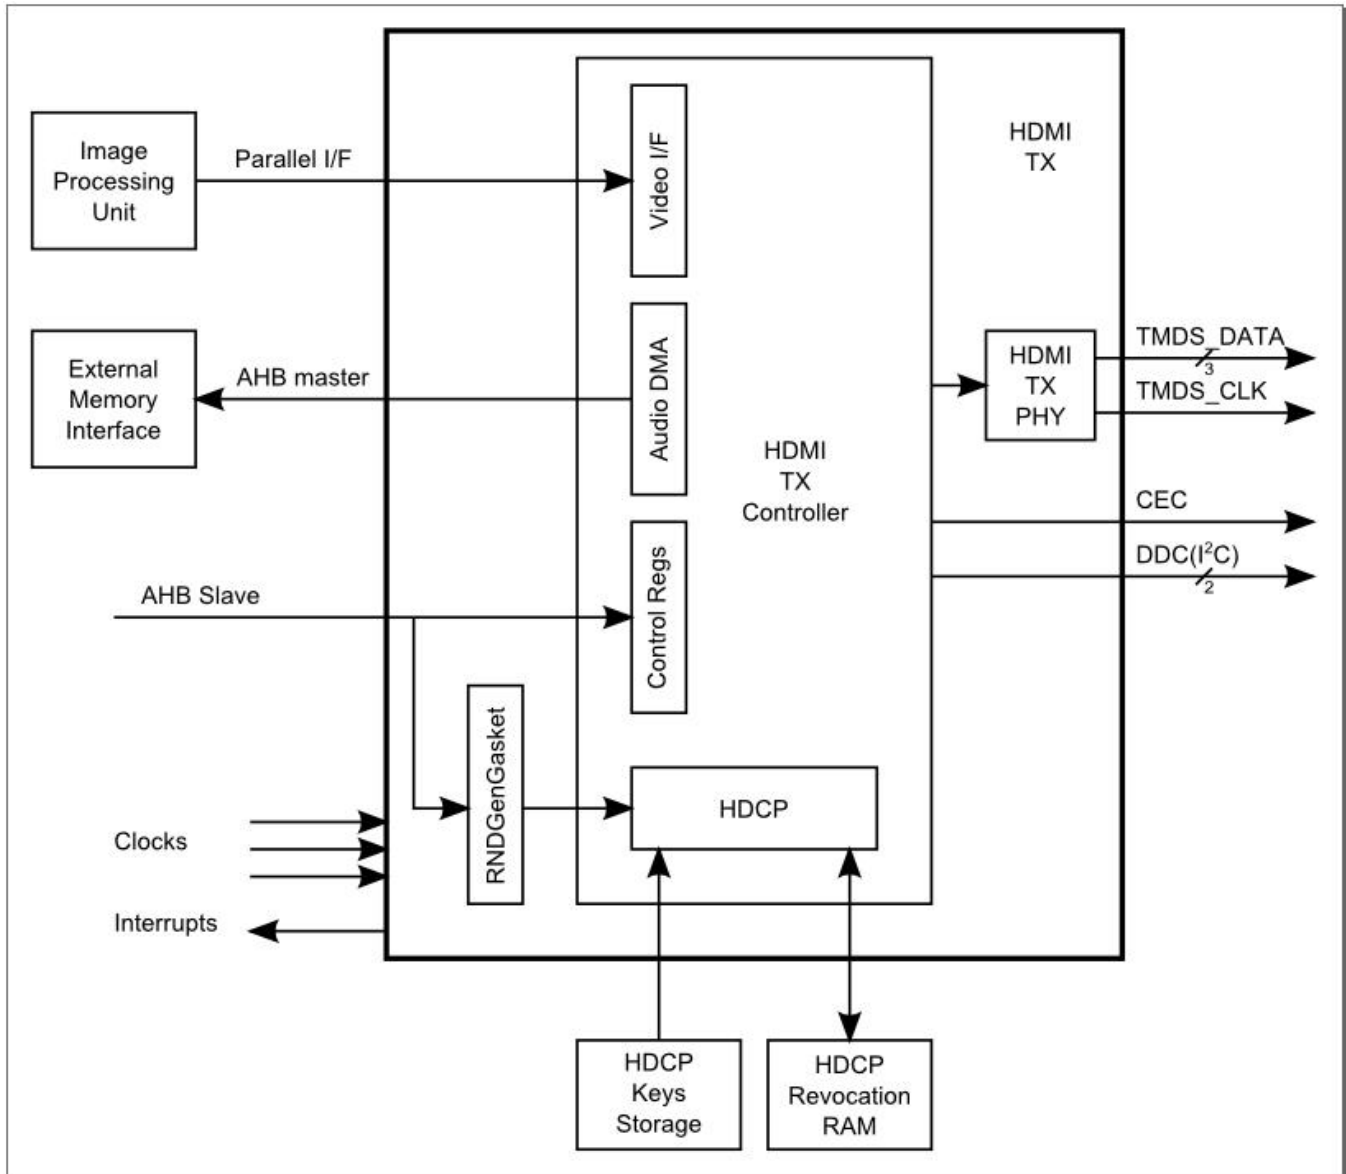 Image
Processing
Unit
Parallel I/F
Video I/F
HDMI
TX
External
Memory
Interface
AHB master
Audio DMA
HDMI
TX
Controller
HDMI
TX
PHY
TMDS_DATA
3
TMDS_CLK
CEC
DDC(I²C)
2
AHB Slave
Control Regs
RNDGenGasket
HDCP
Clocks
Interrupts
HDCP
Keys
Storage
HDCP
Revocation
RAM